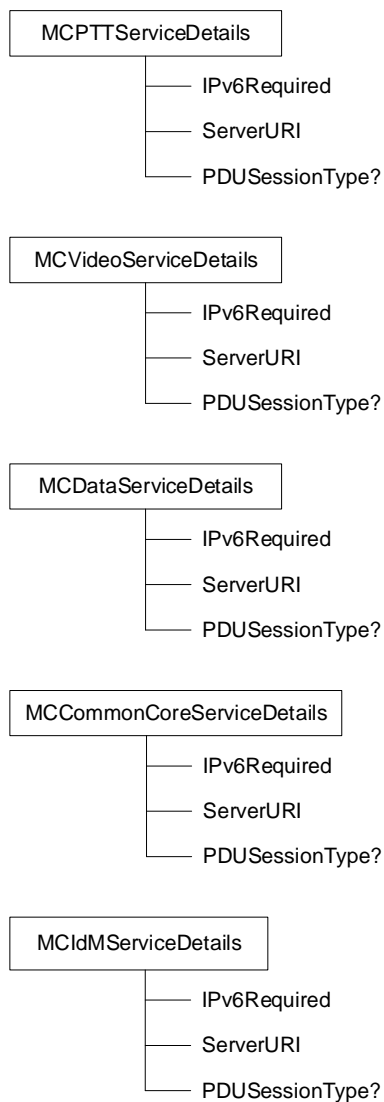 MCPTTServiceDetails
IPv6Required
ServerURI
PDUSessionType?
MCVideoServiceDetails
IPv6Required
ServerURI
PDUSessionType?
MCDataServiceDetails
IPv6Required
ServerURI
PDUSessionType?
MCCommonCoreServiceDetails
IPv6Required
ServerURI
PDUSessionType?
MCIdMServiceDetails
IPv6Required
ServerURI
PDUSessionType?